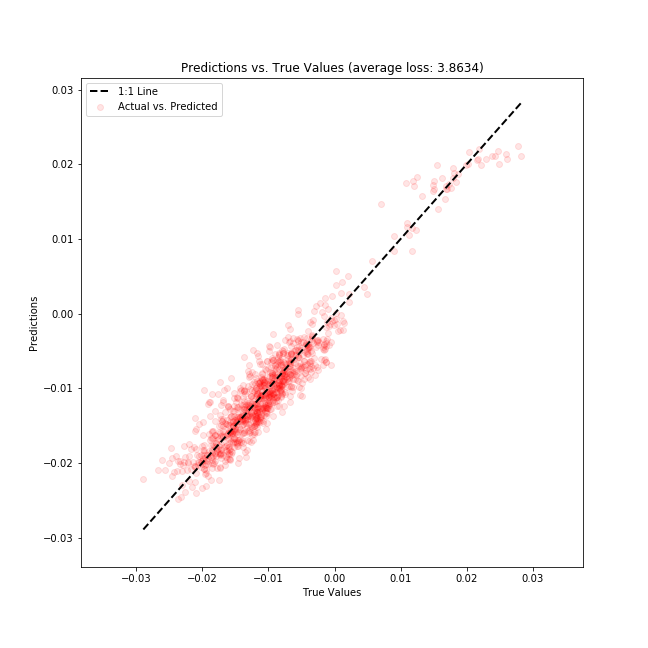 Predictions vs. True Values (average loss: 3.8634)
1:1 Line
Actual vs. Predicted
0.03
0.02
0.01
0.00
−0.01
−0.02
−0.03
Predictions
−0.03 −0.02 −0.01 0.00 0.01 0.02 0.03
True Values